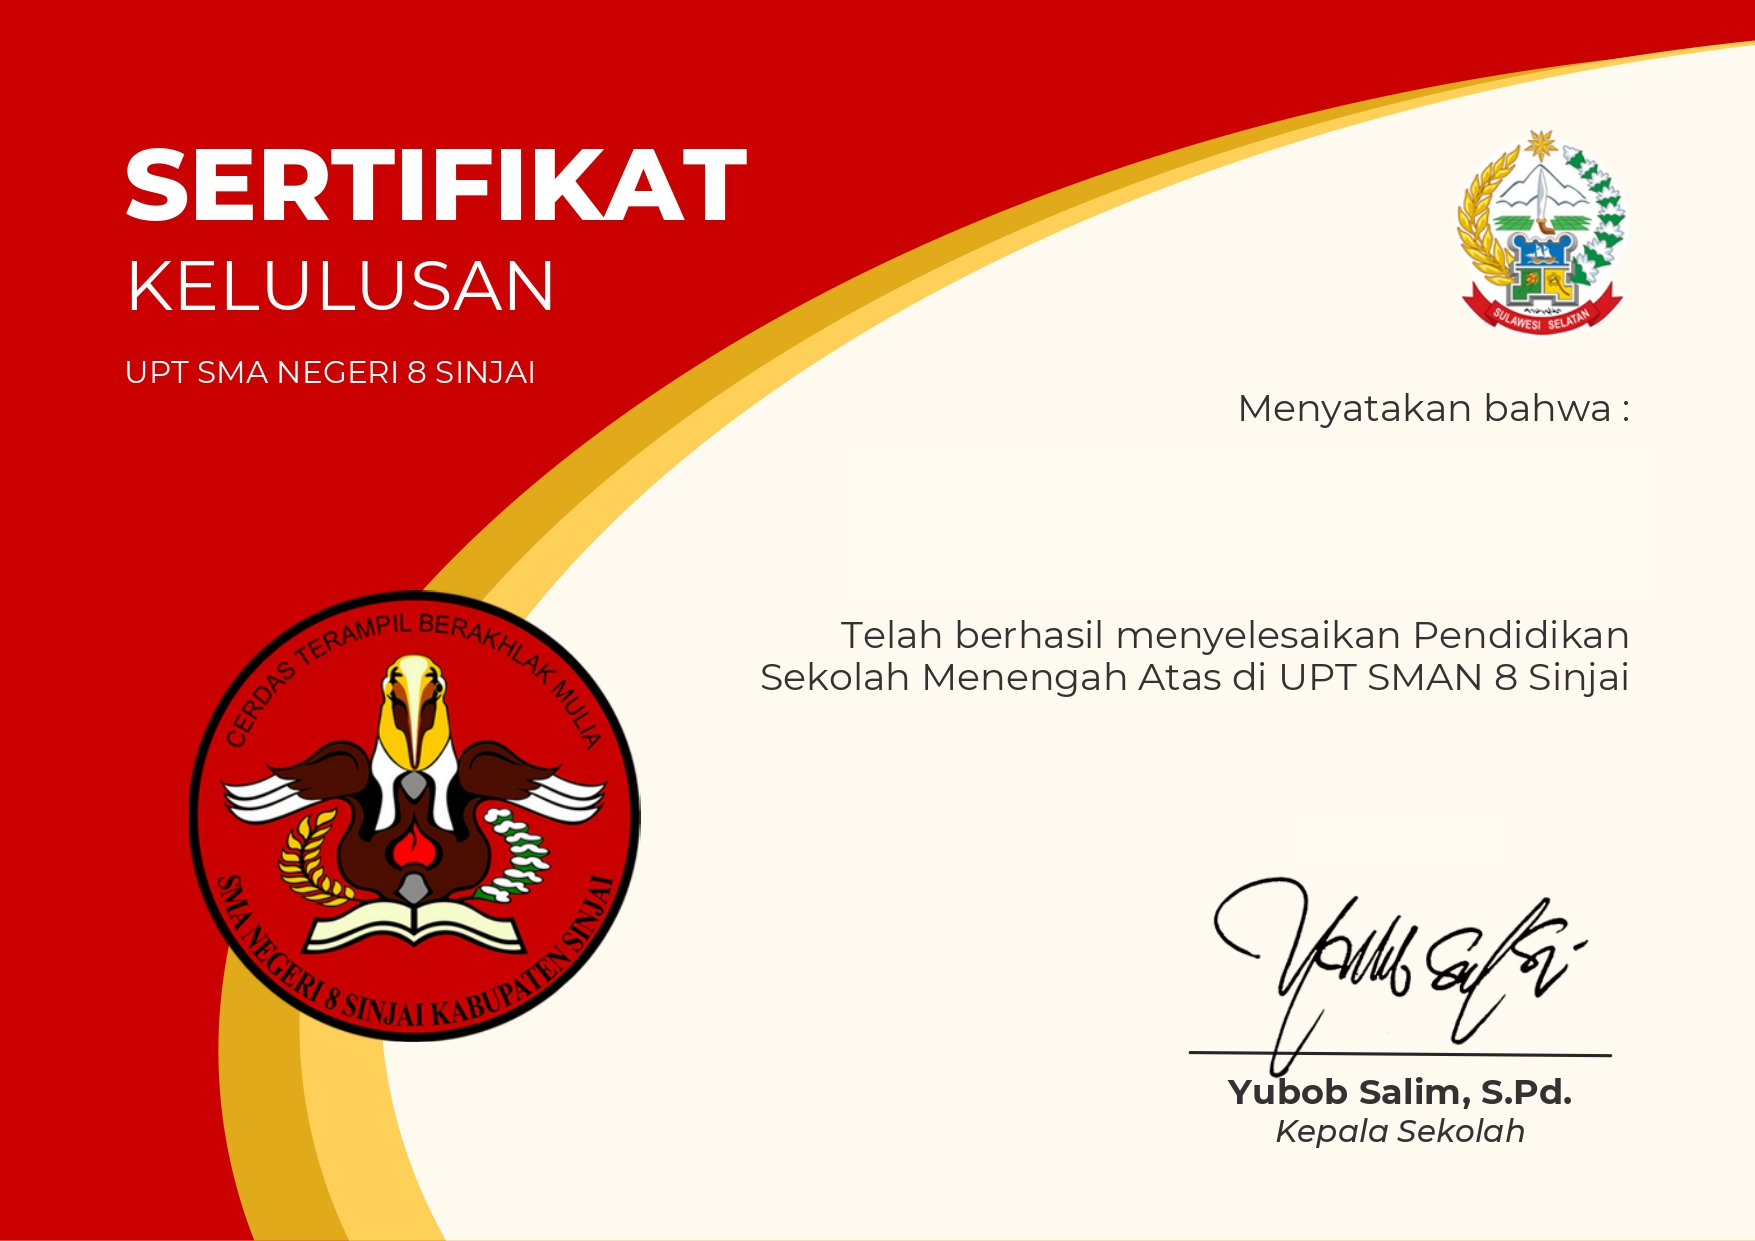 SERTIFIKAT
KELULUSAN
UPT SMA NEGERI 8 SINJAI
SULAWESI SELATAN
Menyatakan bahwa :
Telah berhasil menyelesaikan Pendidikan
Sekolah Menengah Atas di UPT SMAN 8 Sinjai
CERDAS TERAMPIL BERAKHLAK MULIA
SMA NEGERI 8 SINJAI KABUPATEN SINJAI
Yubob Salim, S.Pd.
Kepala Sekolah